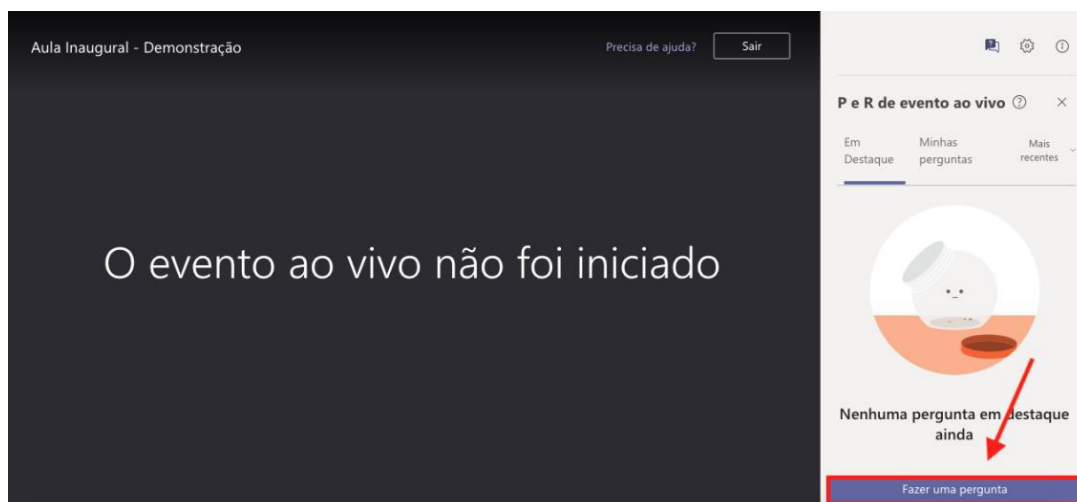 Aula Inaugural - Demonstração
Precisa de ajuda?
Sair
O evento ao vivo não foi iniciado
P e R de evento ao vivo
Em
Destaque
Minhas
perguntas
Mais
recentes
Nenhuma pergunta em destaque
ainda
Fazer uma pergunta